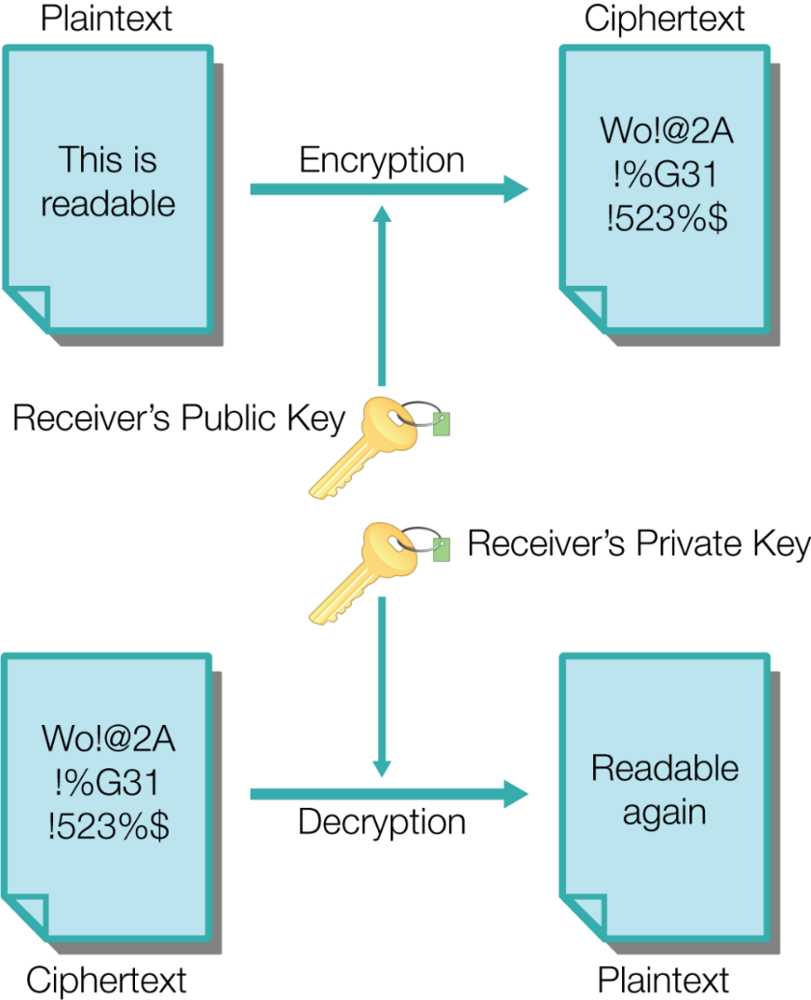 Plaintext
Ciphertext
This is
readable
Encryption
Wo!@2A
!%G31
!523%$
Receiver’s Public Key
Receiver’s Private Key
Wo!@2A
!%G31
!523%$
Decryption
Readable
again
Ciphertext
Plaintext